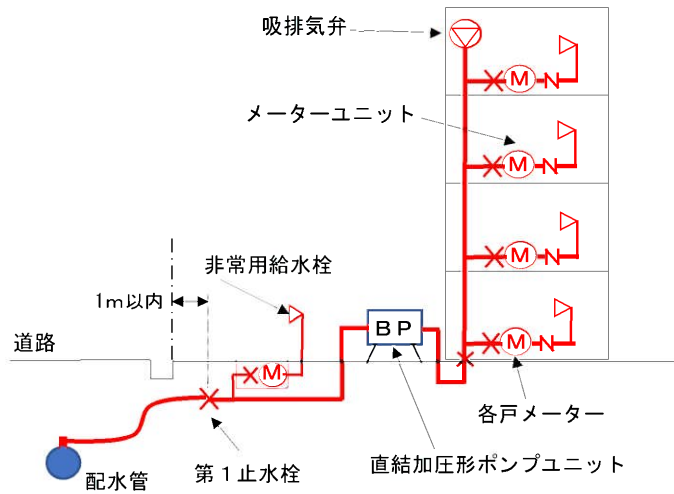 吸排気弁
M
N
メーターユニット
M
N
M
N
非常用給水栓
1m以内
BP
M
N
道路
M
各戸メーター
第1止水栓
直結加圧形ポンプユニット
配水管